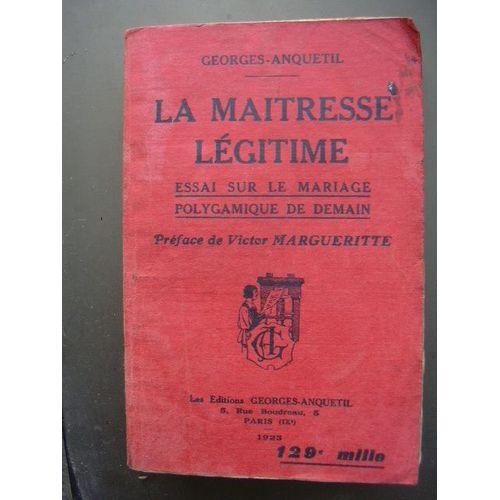 GEORGES-ANQUETIL
LA MAITRESSE
LÉGITIME
ESSAI SUR LE MARIAGE
POLYGAMIQUE DE DEMAIN
Préface de Victor MARGUERITTE
Les Editions GEORGES-ANQUETIL
5, Rue Boudreau, 5
PARIS (IXᵉ)
1923
129ᵉ mille